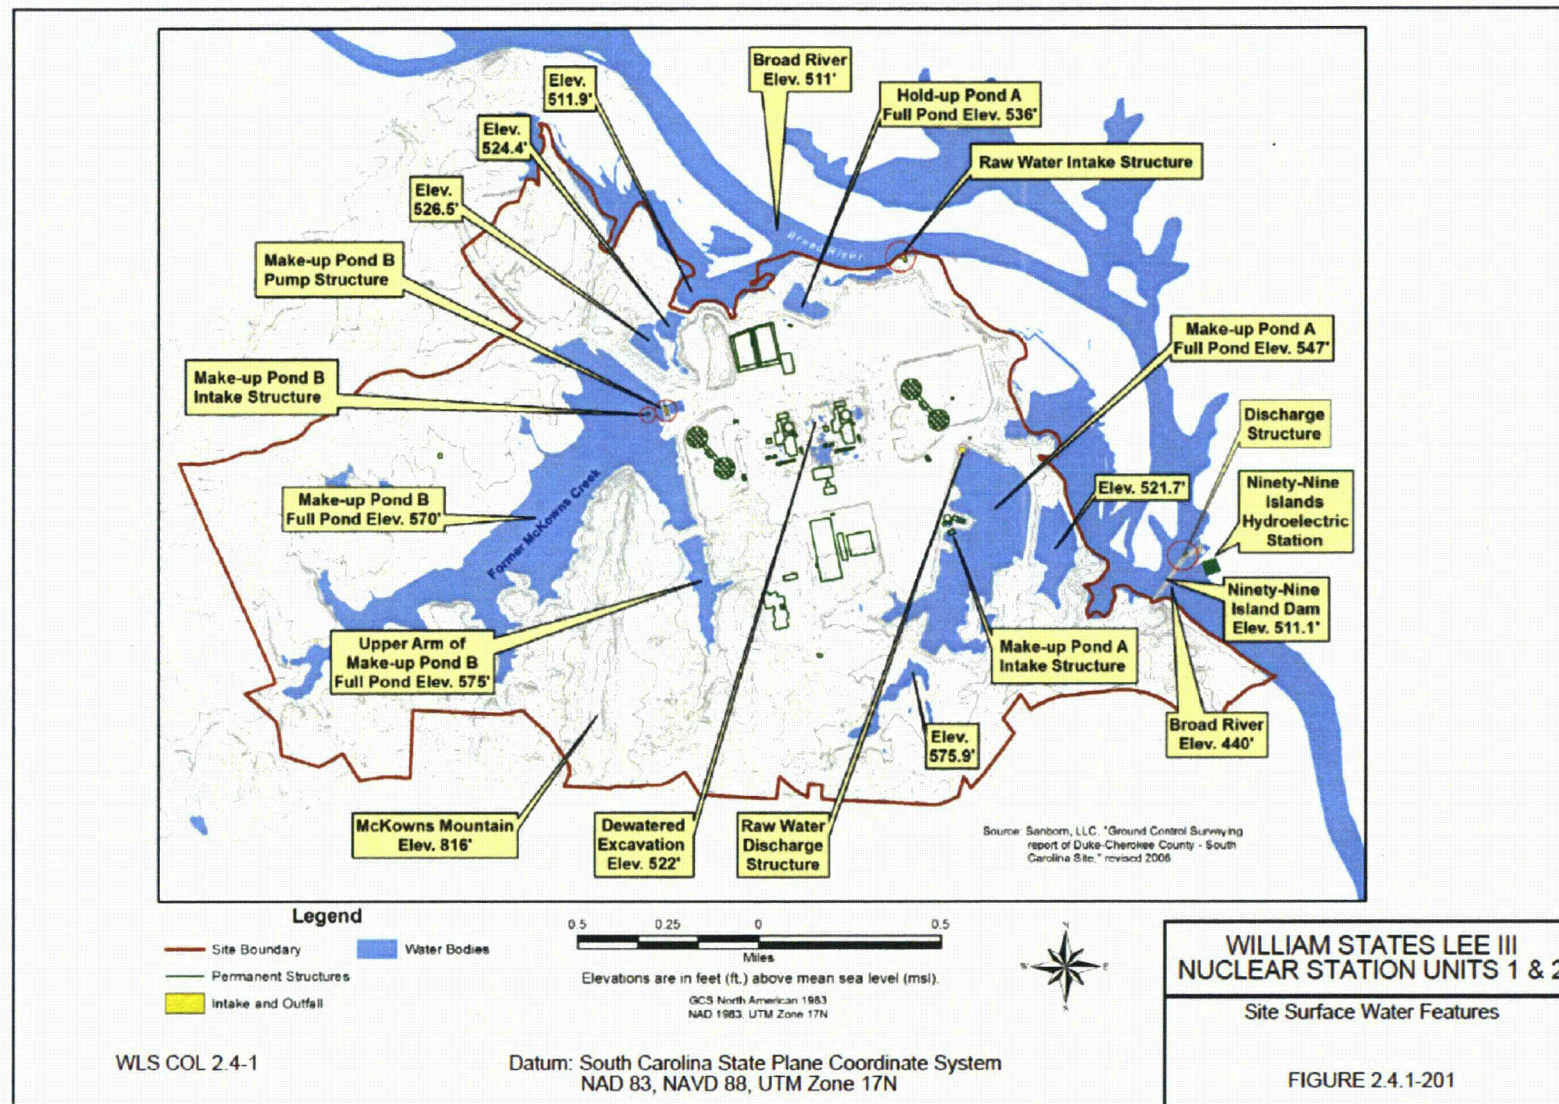 Broad River
Elev. 511'
Elev.
511.9'
Hold-up Pond A
Full Pond Elev. 536'
Elev.
524.4'
Raw Water Intake Structure
Elev.
526.5'
Broad River
Make-up Pond B
Pump Structure
Make-up Pond A
Full Pond Elev. 547'
Make-up Pond B
Intake Structure
Discharge
Structure
Make-up Pond B
Full Pond Elev. 570'
Former McKowns Creek
Elev. 521.7'
Ninety-Nine
Islands
Hydroelectric
Station
Ninety-Nine
Island Dam
Elev. 511.1'
Upper Arm of
Make-up Pond B
Full Pond Elev. 575'
Make-up Pond A
Intake Structure
Broad River
Elev. 440'
Elev.
575.9'
McKowns Mountain
Elev. 816'
Dewatered
Excavation
Elev. 522'
Raw Water
Discharge
Structure
Source: Sanborn, LLC. "Ground Control Surveying
report of Duke-Cherokee County - South
Carolina Site," revised 2006
Legend
Site Boundary
Water Bodies
Permanent Structures
Intake and Outfall
0.5 0.25 0 0.5
Miles
Elevations are in feet (ft.) above mean sea level (msl).
GCS North American 1983
NAD 1983, UTM Zone 17N
N
W E
S
WILLIAM STATES LEE III
NUCLEAR STATION UNITS 1 & 2
Site Surface Water Features
FIGURE 2.4.1-201
WLS COL 2.4-1
Datum: South Carolina State Plane Coordinate System
NAD 83, NAVD 88, UTM Zone 17N